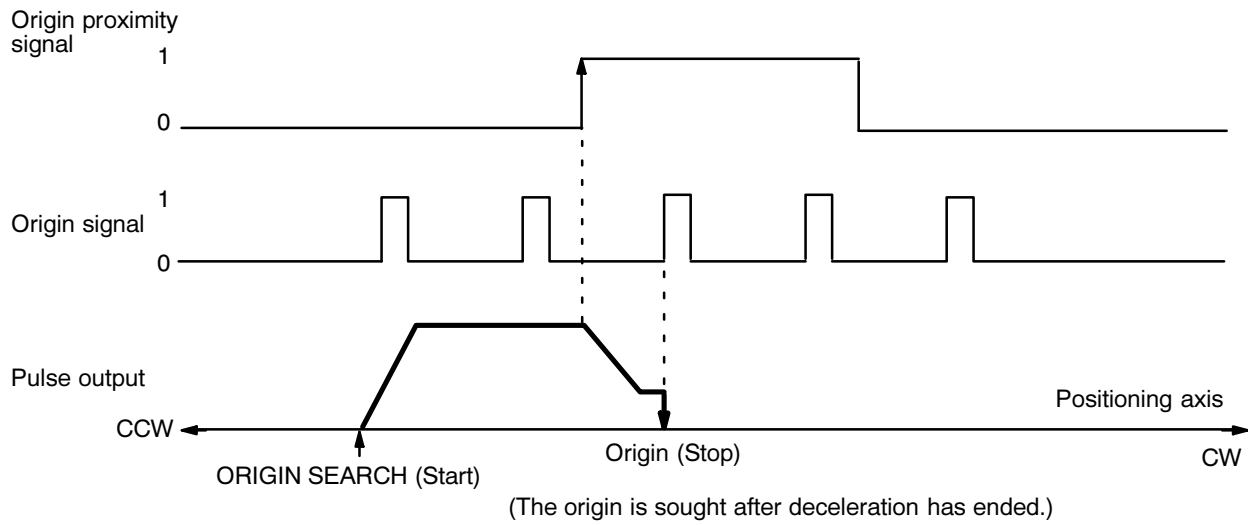 Origin proximity
signal
1
0
1
Origin signal
0
Pulse output
Positioning axis
CCW
CW
Origin (Stop)
ORIGIN SEARCH (Start)
(The origin is sought after deceleration has ended.)